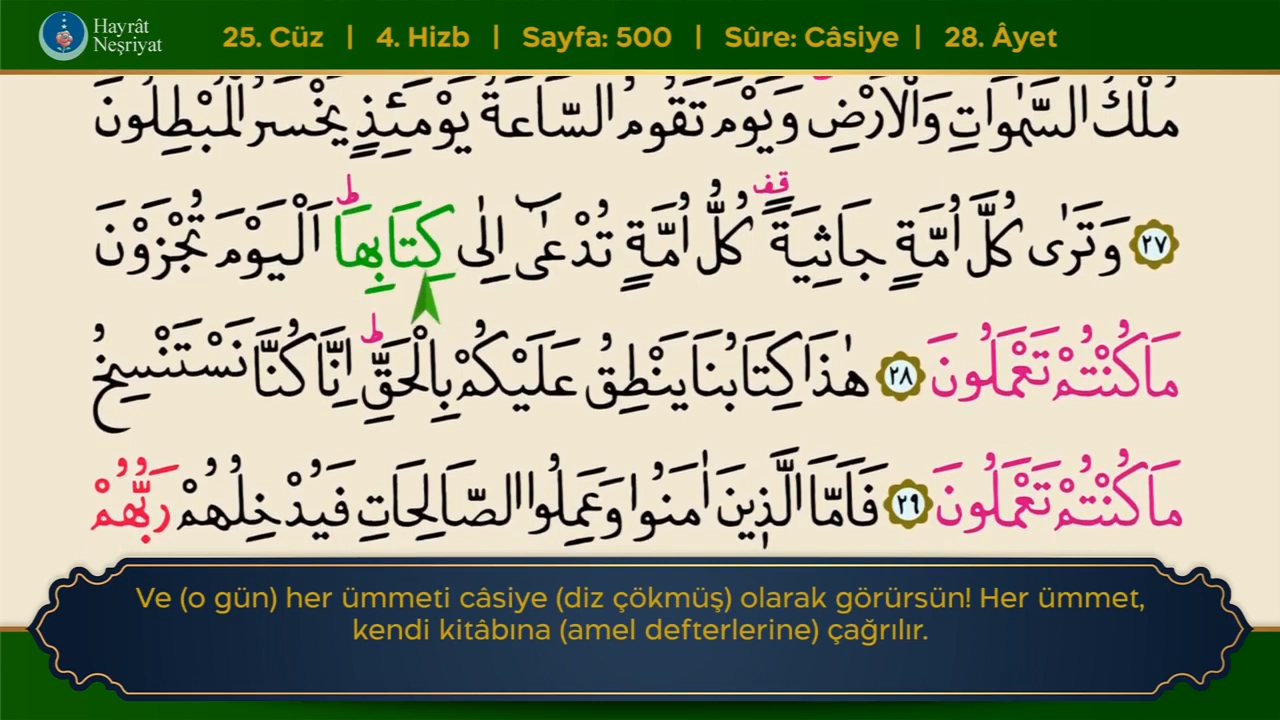 Hayrât
Neşriyat
25. Cüz | 4. Hizb | Sayfa: 500 | Sûre: Câsiye | 28. Âyet
مُلْكُ السَّمٰوَاتِ وَالْاَرْضِ وَيَوْمَ تَقُومُ السَّاعَةُ يَوْمَئِذٍ يَخْسَرُ الْمُبْطِلُونَ
٢٧ وَتَرٰى كُلَّ اُمَّةٍ جَاثِيَةً قف كُلُّ اُمَّةٍ تُدْعٰٓى اِلٰى كِتَابِهَا ط اَلْيَوْمَ تُجْزَوْنَ
مَا كُنْتُمْ تَعْمَلُونَ ٢٨ هٰذَا كِتَابُنَا يَنْطِقُ عَلَيْكُمْ بِالْحَقِّ ط اِنَّا كُنَّا نَسْتَنْسِخُ
مَا كُنْتُمْ تَعْمَلُونَ ٢٩ فَاَمَّا الَّذِينَ اٰمَنُوا وَعَمِلُوا الصَّالِحَاتِ فَيُدْخِلُهُمْ رَبُّهُمْ
Ve (o gün) her ümmeti câsiye (diz çökmüş) olarak görürsün! Her ümmet,
kendi kitâbına (amel defterlerine) çağrılır.